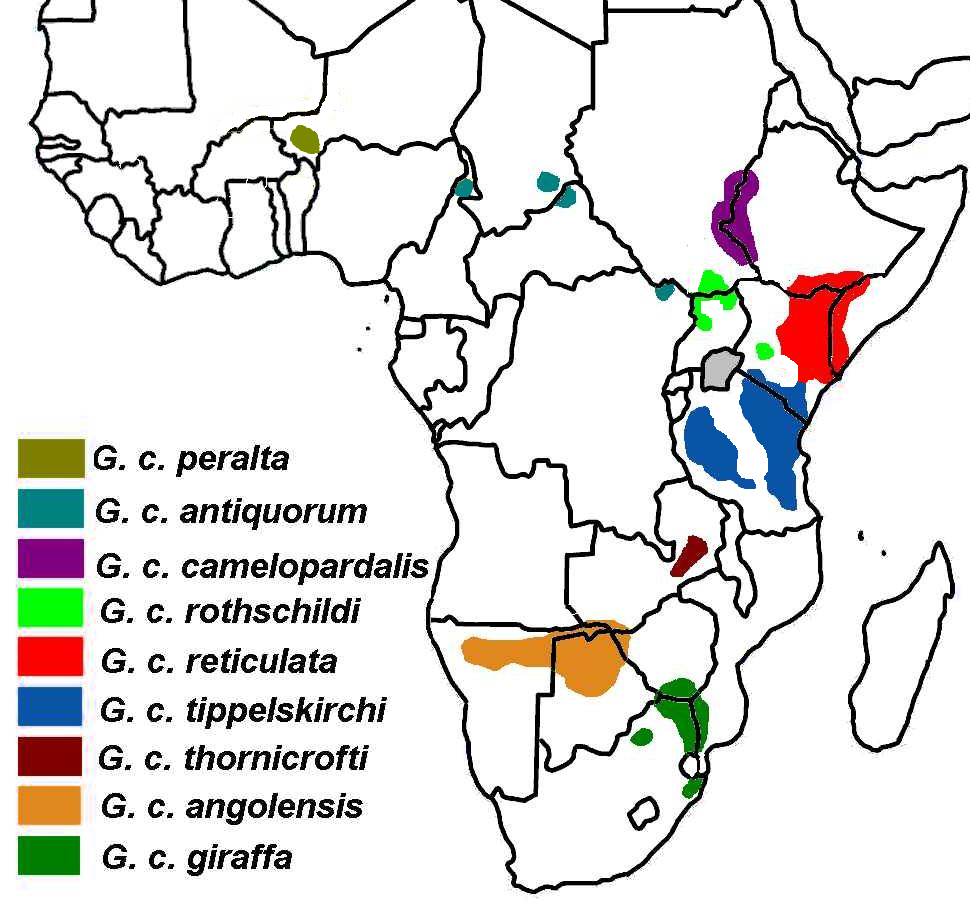 G. c. peralta
G. c. antiquorum
G. c. camelopardalis
G. c. rothschildi
G. c. reticulata
G. c. tippelskirchi
G. c. thornicrofti
G. c. angolensis
G. c. giraffa